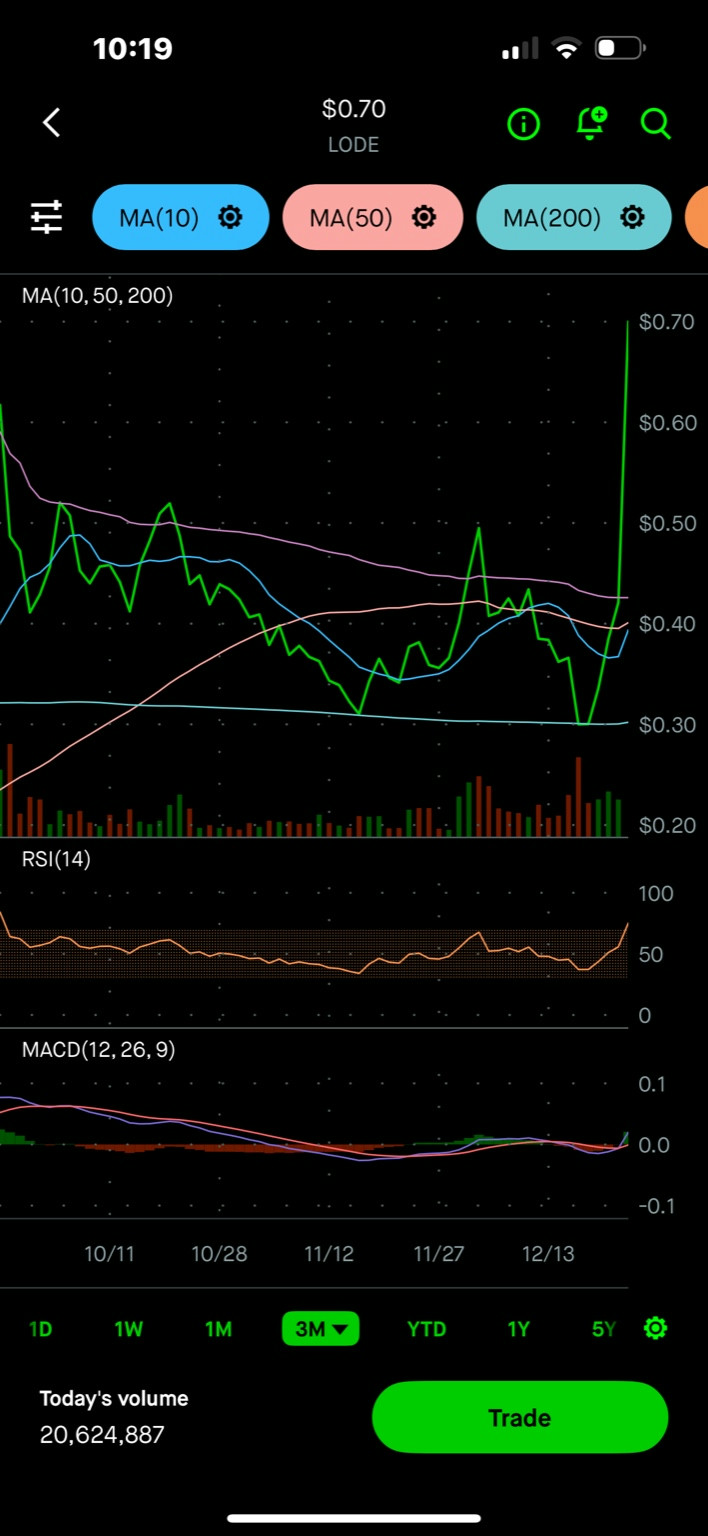 10:19
$0.70
LODE
MA(10)
MA(50)
MA(200)
MA(10, 50, 200)
$0.70
$0.60
$0.50
$0.40
$0.30
$0.20
RSI(14)
100
50
0
MACD(12, 26, 9)
0.1
0.0
-0.1
10/11 10/28 11/12 11/27 12/13
1D 1W 1M 3M YTD 1Y 5Y
Today's volume
20,624,887
Trade